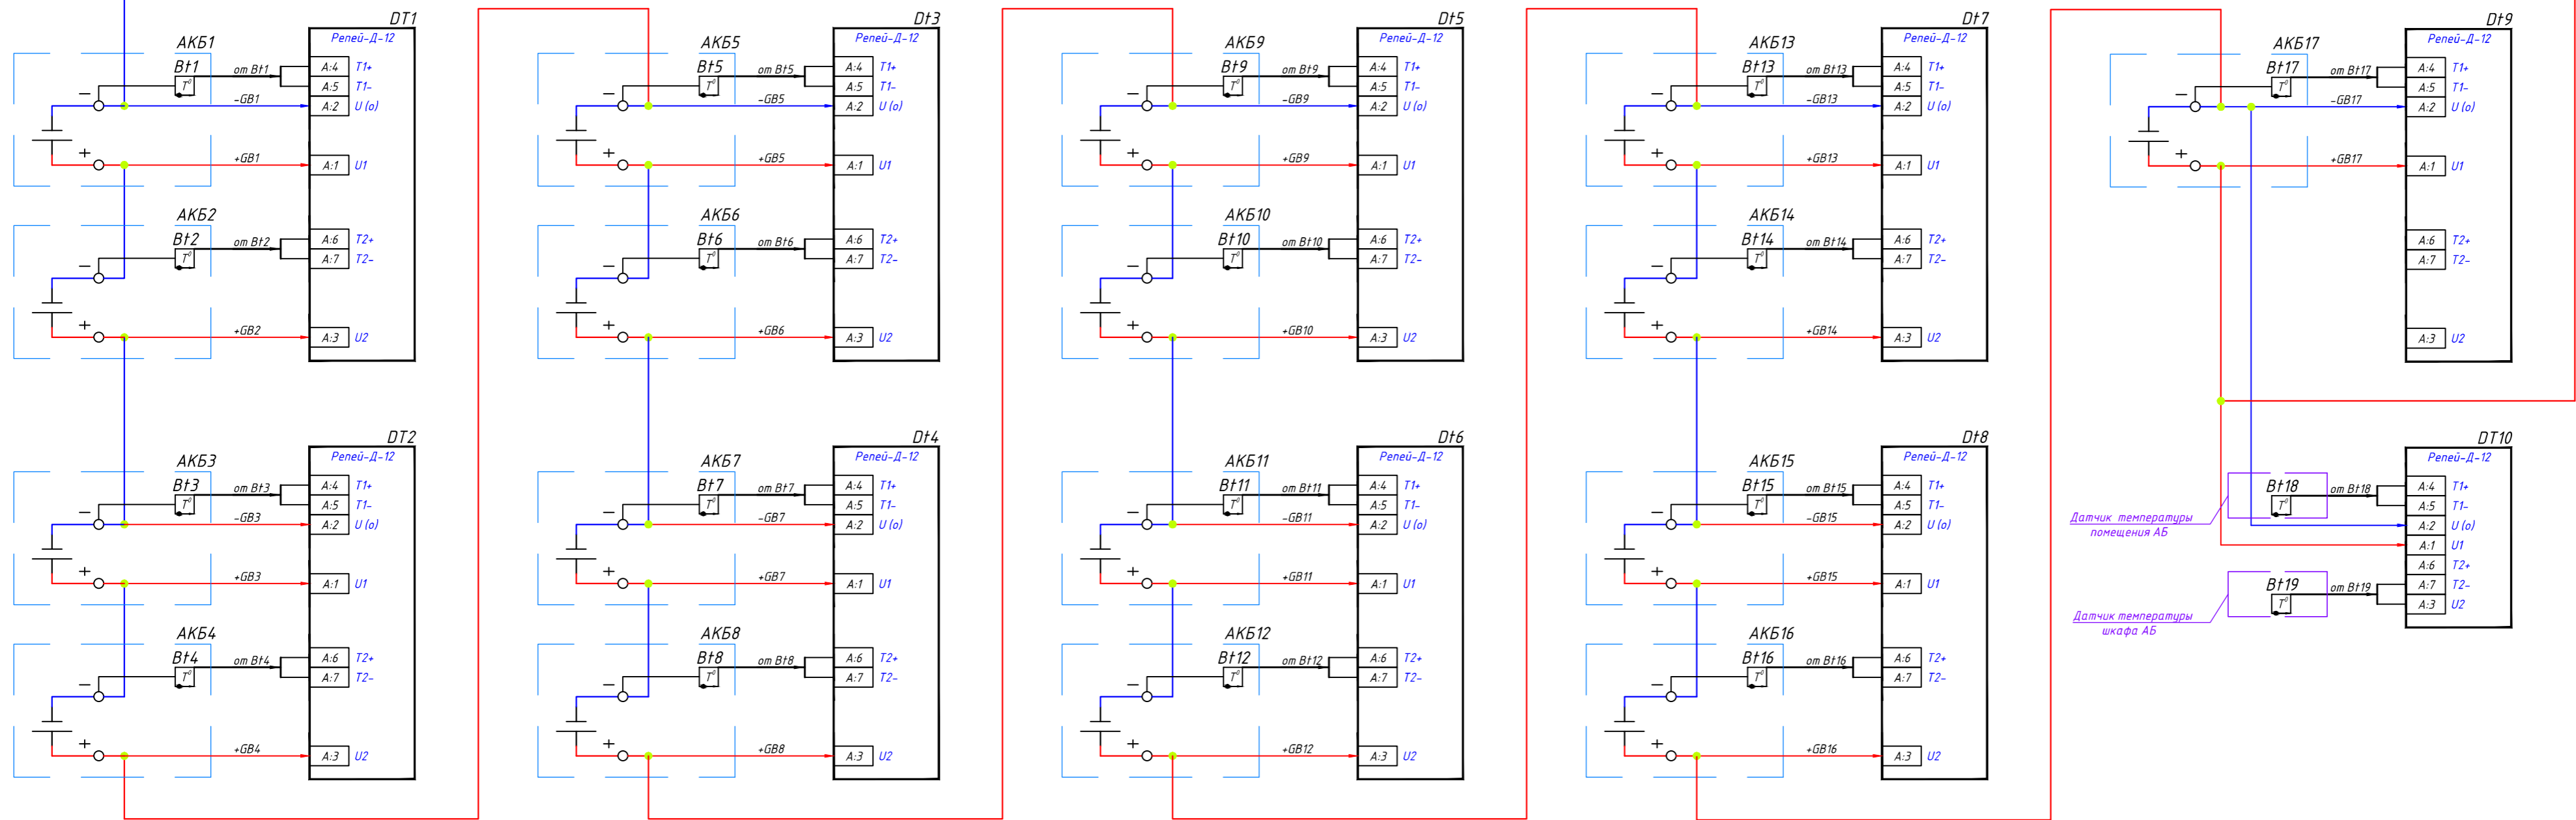 DT1
Репей-Д-12
АКБ1
Bt1
от Bt1
A:4 T1+
A:5 T1-
T°
-GB1
A:2 U (o)
+GB1
A:1 U1
АКБ2
Bt2
от Bt2
A:6 T2+
A:7 T2-
T°
+GB2
A:3 U2
DT2
Репей-Д-12
АКБ3
Bt3
от Bt3
A:4 T1+
A:5 T1-
T°
-GB3
A:2 U (o)
+GB3
A:1 U1
АКБ4
Bt4
от Bt4
A:6 T2+
A:7 T2-
T°
+GB4
A:3 U2
Dt3
Репей-Д-12
АКБ5
Bt5
от Bt5
A:4 T1+
A:5 T1-
T°
-GB5
A:2 U (o)
+GB5
A:1 U1
АКБ6
Bt6
от Bt6
A:6 T2+
A:7 T2-
T°
+GB6
A:3 U2
Dt4
Репей-Д-12
АКБ7
Bt7
от Bt7
A:4 T1+
A:5 T1-
T°
-GB7
A:2 U (o)
+GB7
A:1 U1
АКБ8
Bt8
от Bt8
A:6 T2+
A:7 T2-
T°
+GB8
A:3 U2
Dt5
Репей-Д-12
АКБ9
Bt9
от Bt9
A:4 T1+
A:5 T1-
T°
-GB9
A:2 U (o)
+GB9
A:1 U1
АКБ10
Bt10
от Bt10
A:6 T2+
A:7 T2-
T°
+GB10
A:3 U2
Dt6
Репей-Д-12
АКБ11
Bt11
от Bt11
A:4 T1+
A:5 T1-
T°
-GB11
A:2 U (o)
+GB11
A:1 U1
АКБ12
Bt12
от Bt12
A:6 T2+
A:7 T2-
T°
+GB12
A:3 U2
Dt7
Репей-Д-12
АКБ13
Bt13
от Bt13
A:4 T1+
A:5 T1-
T°
-GB13
A:2 U (o)
+GB13
A:1 U1
АКБ14
Bt14
от Bt14
A:6 T2+
A:7 T2-
T°
+GB14
A:3 U2
Dt8
Репей-Д-12
АКБ15
Bt15
от Bt15
A:4 T1+
A:5 T1-
T°
-GB15
A:2 U (o)
+GB15
A:1 U1
АКБ16
Bt16
от Bt16
A:6 T2+
A:7 T2-
T°
+GB16
A:3 U2
Dt9
Репей-Д-12
АКБ17
Bt17
от Bt17
A:4 T1+
A:5 T1-
T°
-GB17
A:2 U (o)
+GB17
A:1 U1
A:6 T2+
A:7 T2-
A:3 U2
DT10
Репей-Д-12
Bt18
от Bt18
T°
Датчик температуры
помещения АБ
A:4 T1+
A:5 T1-
A:2 U (o)
A:1 U1
A:6 T2+
A:7 T2-
A:3 U2
Bt19
от Bt19
T°
Датчик температуры
шкафа АБ